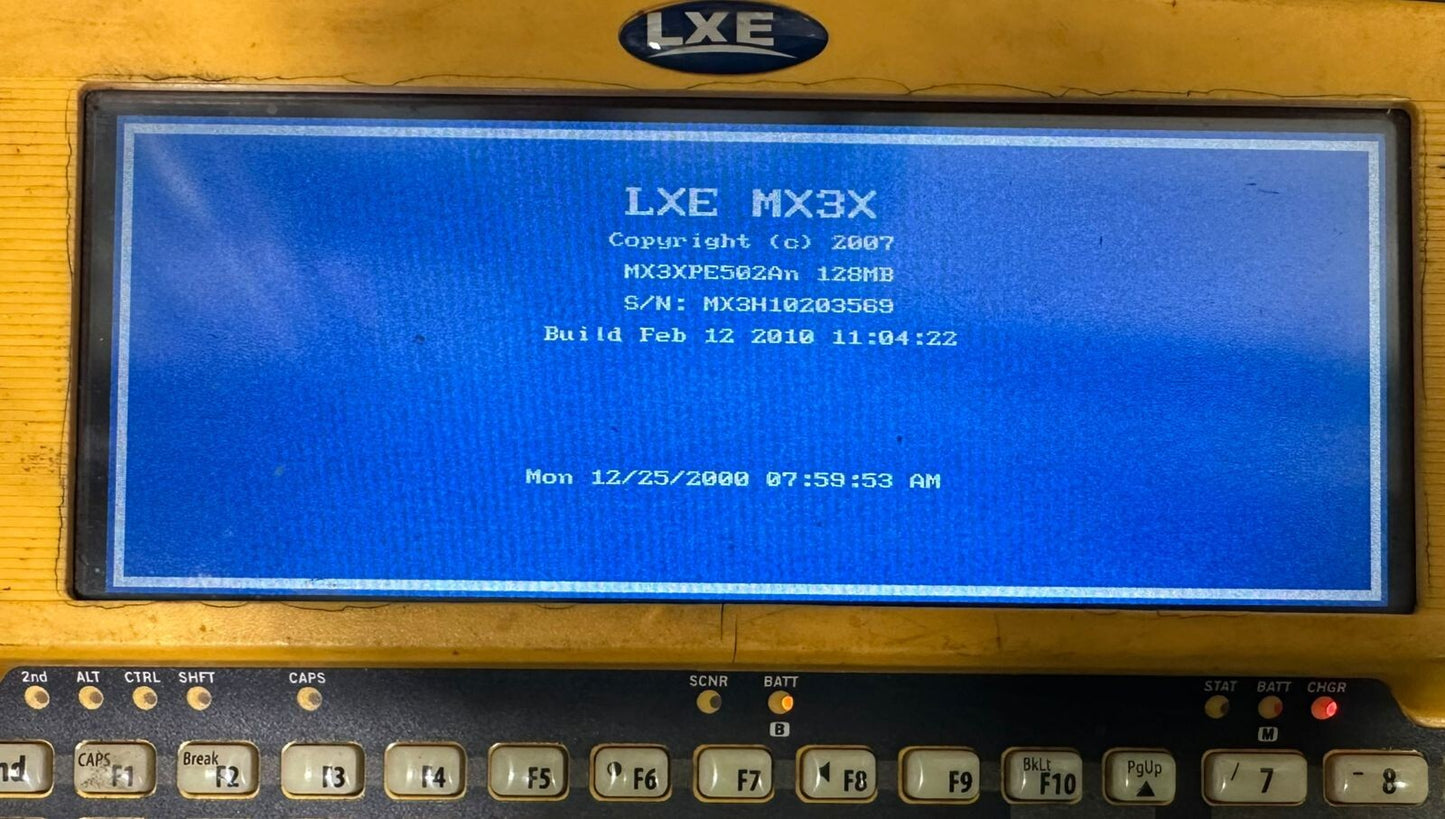 LXE
LXE MX3X
Copyright (c) 2007
MX3XPE502An 128MB
S/N: MX3H10203569
Build Feb 12 2010 11:04:22
Mon 12/25/2000 07:59:53 AM
2nd ALT CTRL SHFT CAPS SCNR BATT STAT BATT CHGR
B M
nd CAPS F1 Break F2 F3 F4 F5 F6 F7 F8 F9 BkLt F10 PgUp / 7 - 8